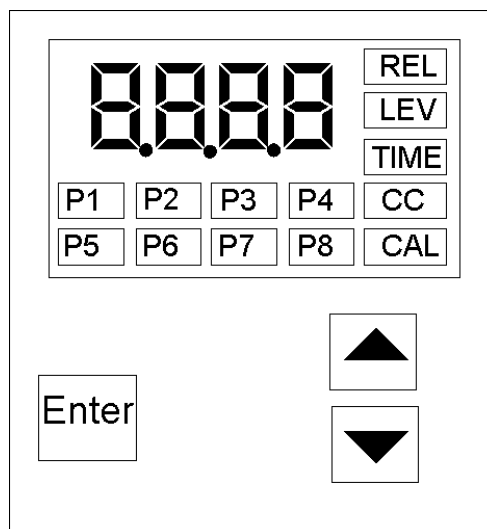 8.8.8.8
REL
LEV
TIME
P1 P2 P3 P4 CC
P5 P6 P7 P8 CAL
Enter